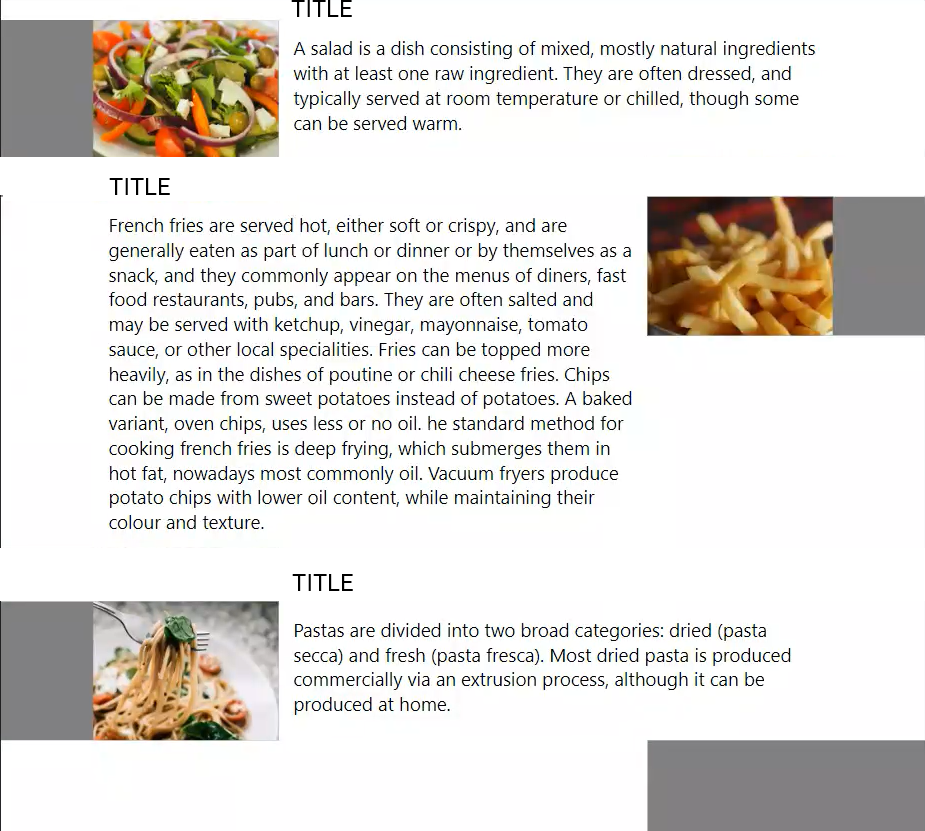 TITLE
A salad is a dish consisting of mixed, mostly natural ingredients
with at least one raw ingredient. They are often dressed, and
typically served at room temperature or chilled, though some
can be served warm.
TITLE
French fries are served hot, either soft or crispy, and are
generally eaten as part of lunch or dinner or by themselves as a
snack, and they commonly appear on the menus of diners, fast
food restaurants, pubs, and bars. They are often salted and
may be served with ketchup, vinegar, mayonnaise, tomato
sauce, or other local specialities. Fries can be topped more
heavily, as in the dishes of poutine or chili cheese fries. Chips
can be made from sweet potatoes instead of potatoes. A baked
variant, oven chips, uses less or no oil. he standard method for
cooking french fries is deep frying, which submerges them in
hot fat, nowadays most commonly oil. Vacuum fryers produce
potato chips with lower oil content, while maintaining their
colour and texture.
TITLE
Pastas are divided into two broad categories: dried (pasta
secca) and fresh (pasta fresca). Most dried pasta is produced
commercially via an extrusion process, although it can be
produced at home.